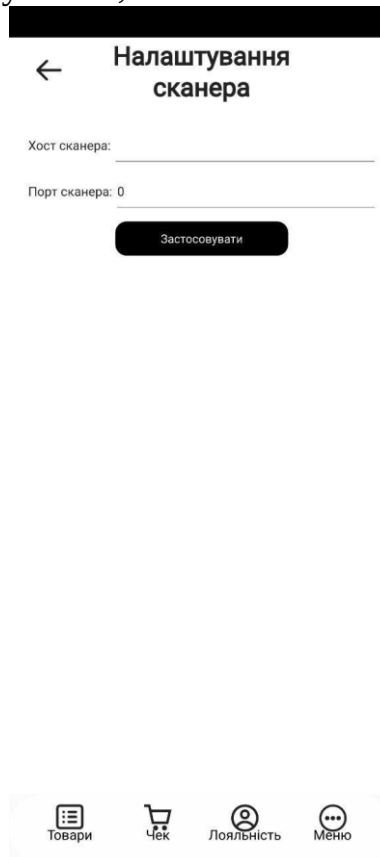 Налаштування
сканера
Хост сканера:
Порт сканера: 0
Застосовувати
Товари Чек Лояльність Меню